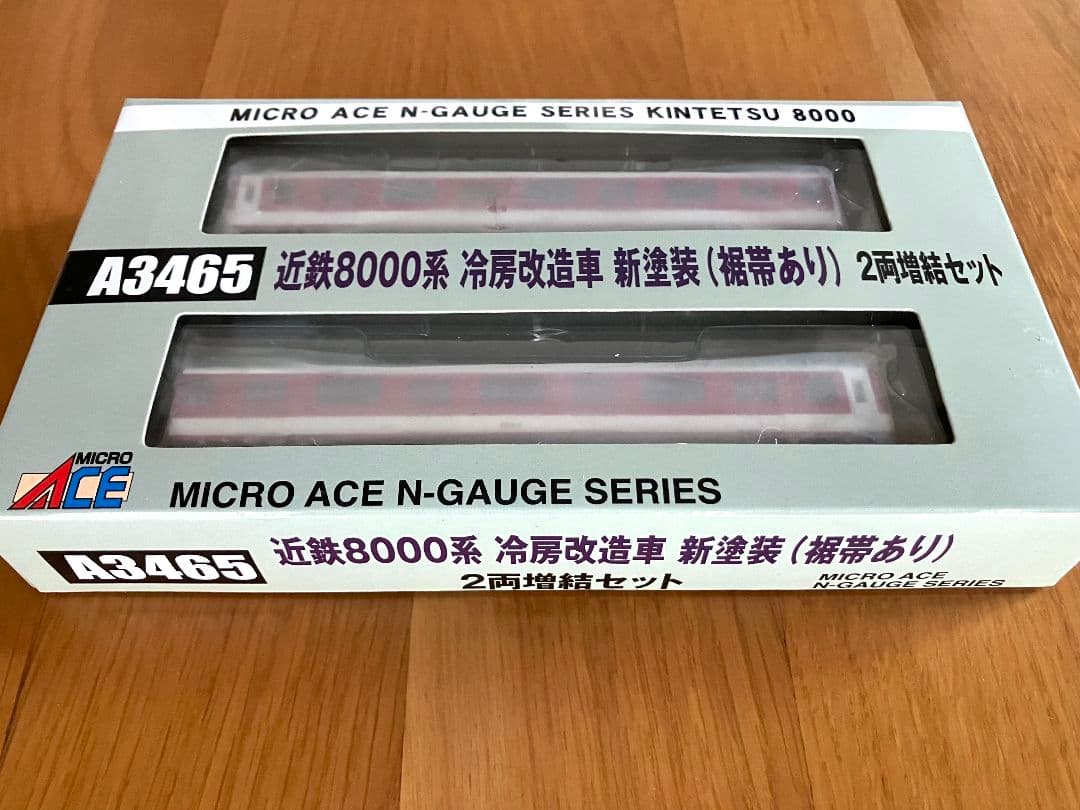 MICRO ACE N-GAUGE SERIES KINTETSU 8000
A3465 近鉄8000系 冷房改造車 新塗装(裾帯あり) 2両増結セット
MICRO ACE
MICRO ACE N-GAUGE SERIES
A3465 近鉄8000系 冷房改造車 新塗装(裾帯あり)
2両増結セット
MICRO ACE
N-GAUGE SERIES